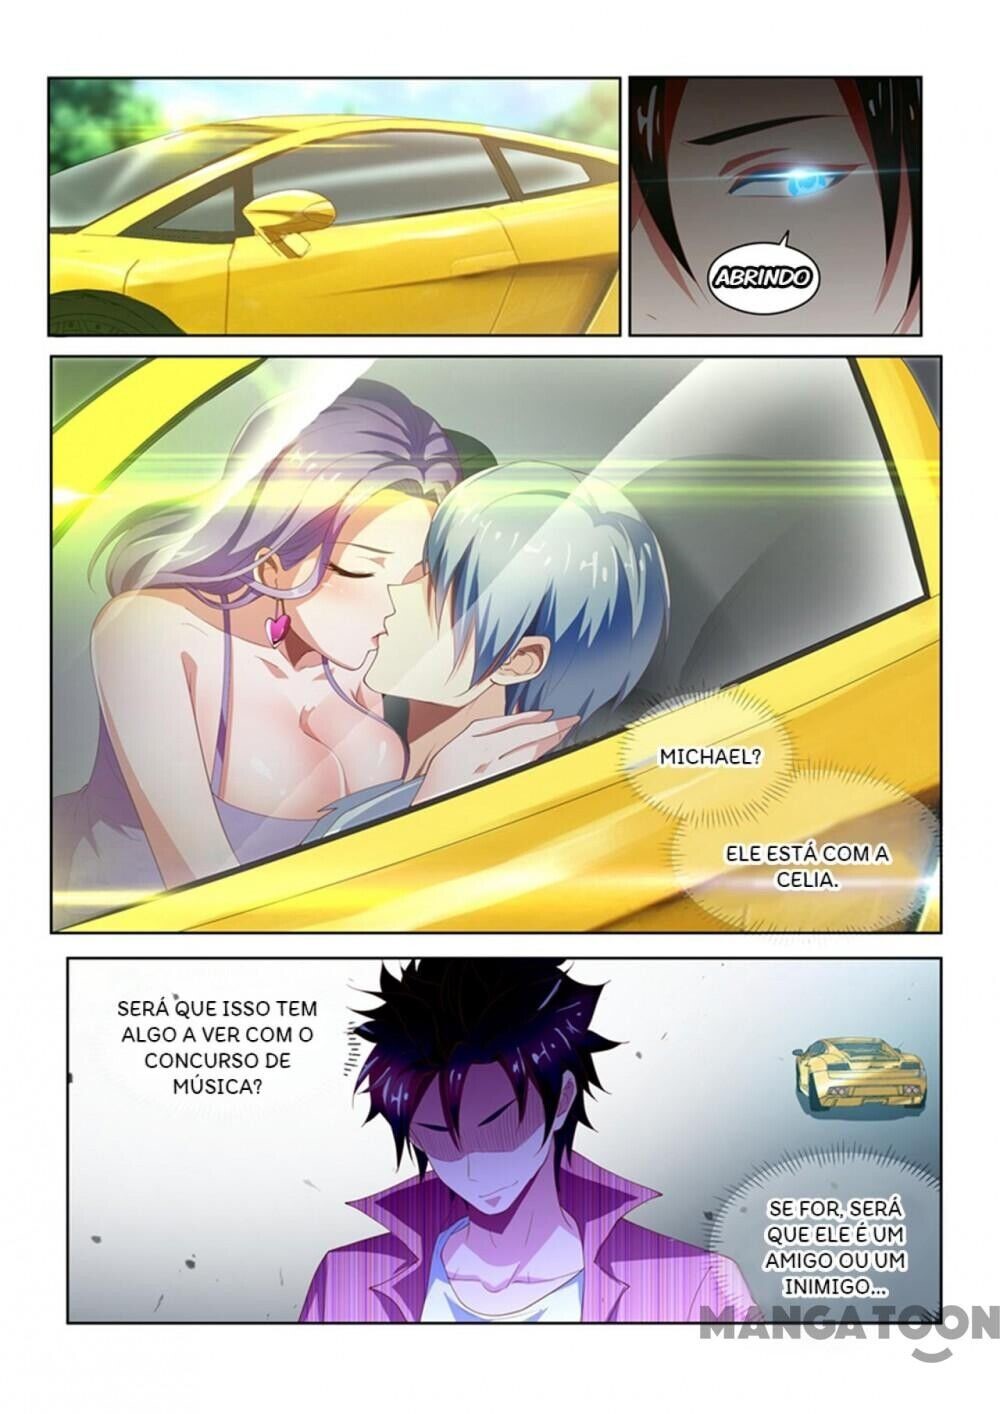 ABRINDO
MICHAEL?
ELE ESTÁ COM A
CELIA.
SERÁ QUE ISSO TEM
ALGO A VER COM O
CONCURSO DE
MÚSICA?
SE FOR, SERÁ
QUE ELE É UM
AMIGO OU UM
INIMIGO...
MANGATOON